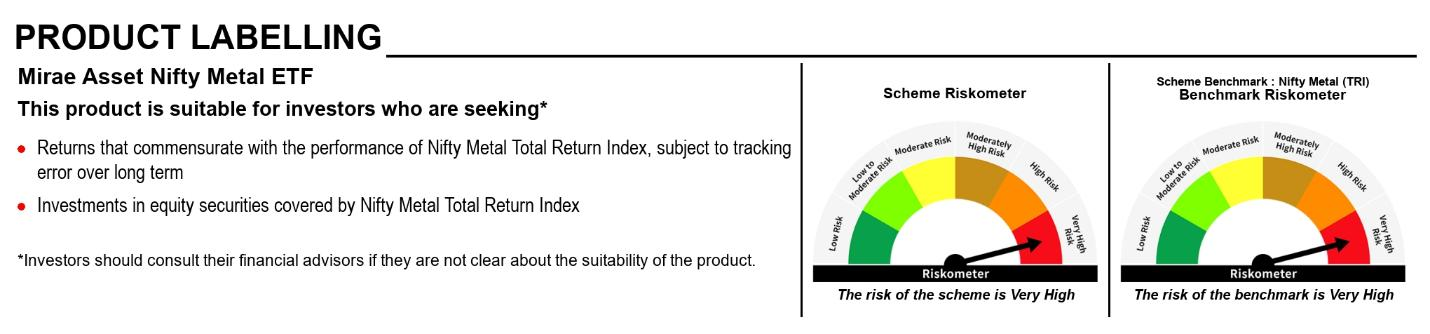 PRODUCT LABELLING
Mirae Asset Nifty Metal ETF
This product is suitable for investors who are seeking*
Returns that commensurate with the performance of Nifty Metal Total Return Index, subject to tracking
error over long term
Investments in equity securities covered by Nifty Metal Total Return Index
*Investors should consult their financial advisors if they are not clear about the suitability of the product.
Scheme Riskometer
Low Risk
Low to
Moderate Risk
Moderate Risk
Moderately
High Risk
High Risk
Very High
Risk
Riskometer
The risk of the scheme is Very High
Scheme Benchmark : Nifty Metal (TRI)
Benchmark Riskometer
Low Risk
Low to
Moderate Risk
Moderate Risk
Moderately
High Risk
High Risk
Very High
Risk
Riskometer
The risk of the benchmark is Very High